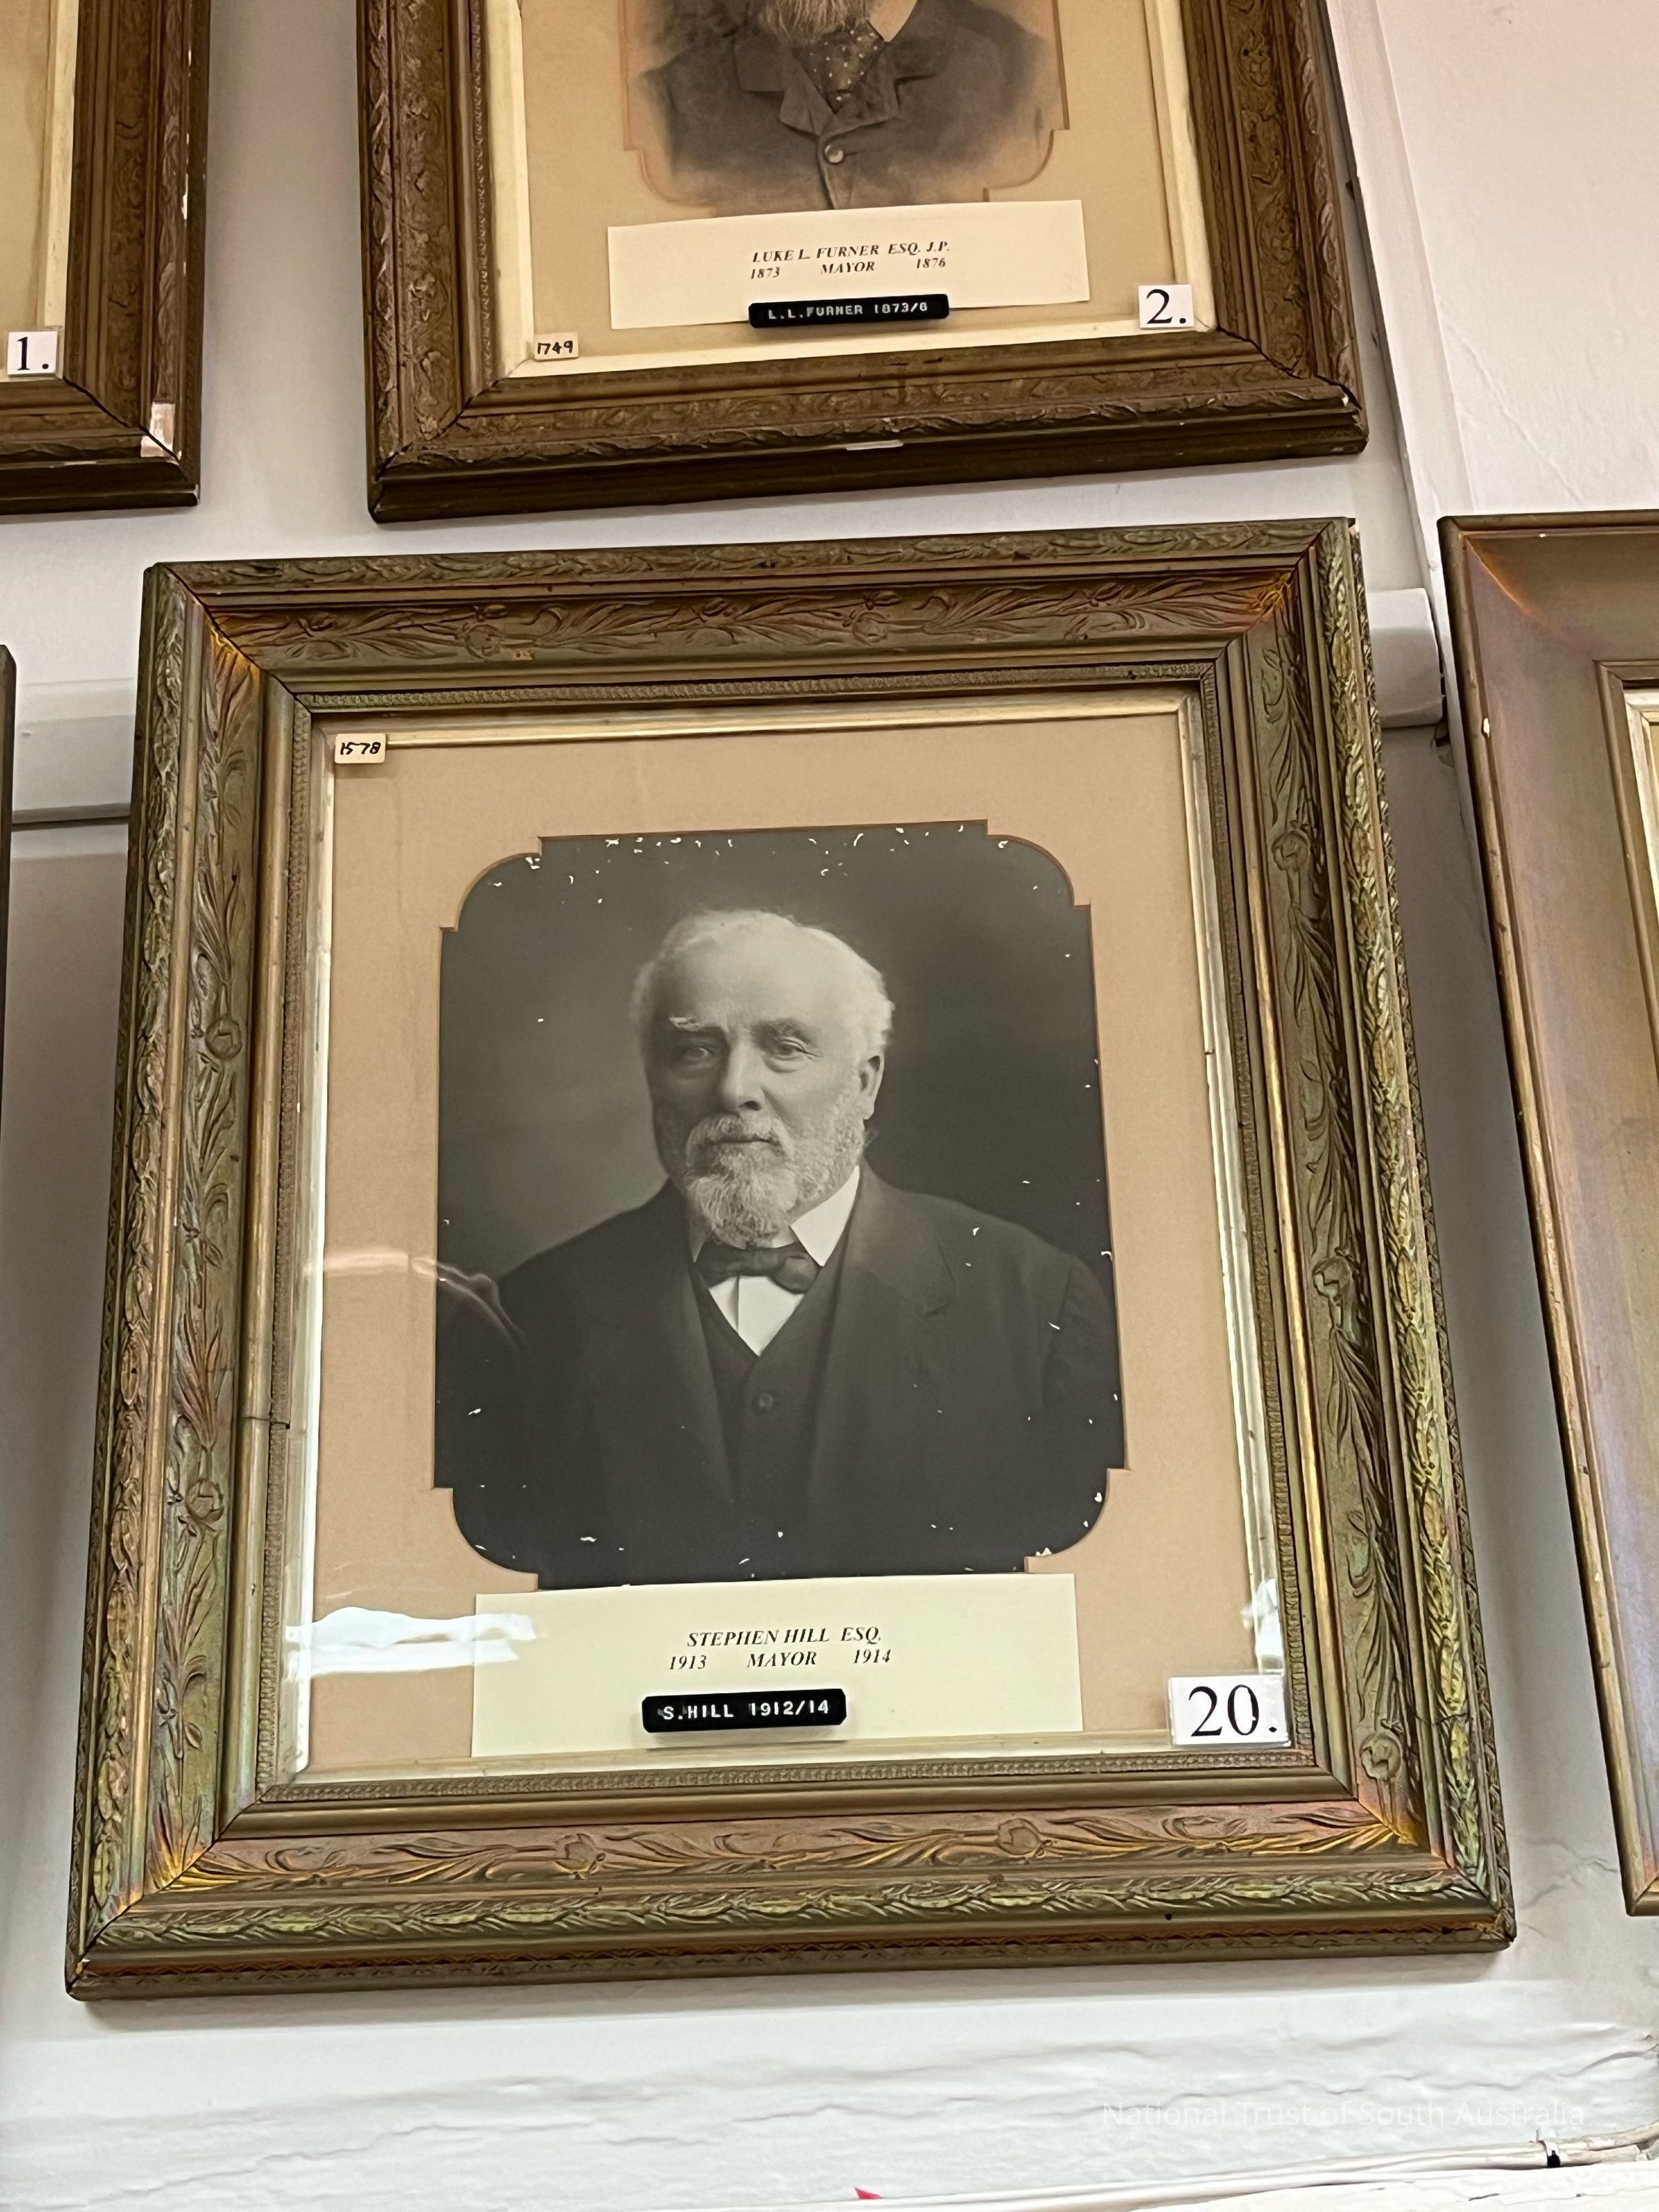 LUKE L. FURNER ESQ. J.P.
1873 MAYOR 1876
L.L.FURNER 1873/6
1749
2.
1.
1578
STEPHEN HILL ESQ.
1913 MAYOR 1914
S.HILL 1912/14
20.
National Trust of South Australia